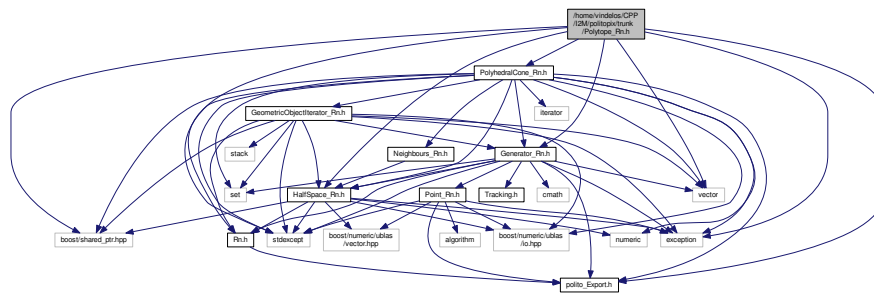 /home/vindelos/CPP
/I2M/politopix/trunk
/Polytope_Rn.h
PolyhedralCone_Rn.h
GeometricObjectIterator_Rn.h
iterator
stack
Neighbours_Rn.h
Generator_Rn.h
set
HalfSpace_Rn.h
Point_Rn.h
Tracking.h
cmath
vector
boost/shared_ptr.hpp
Rn.h
stdexcept
boost/numeric/ublas
/vector.hpp
algorithm
boost/numeric/ublas
/io.hpp
numeric
exception
polito_Export.h